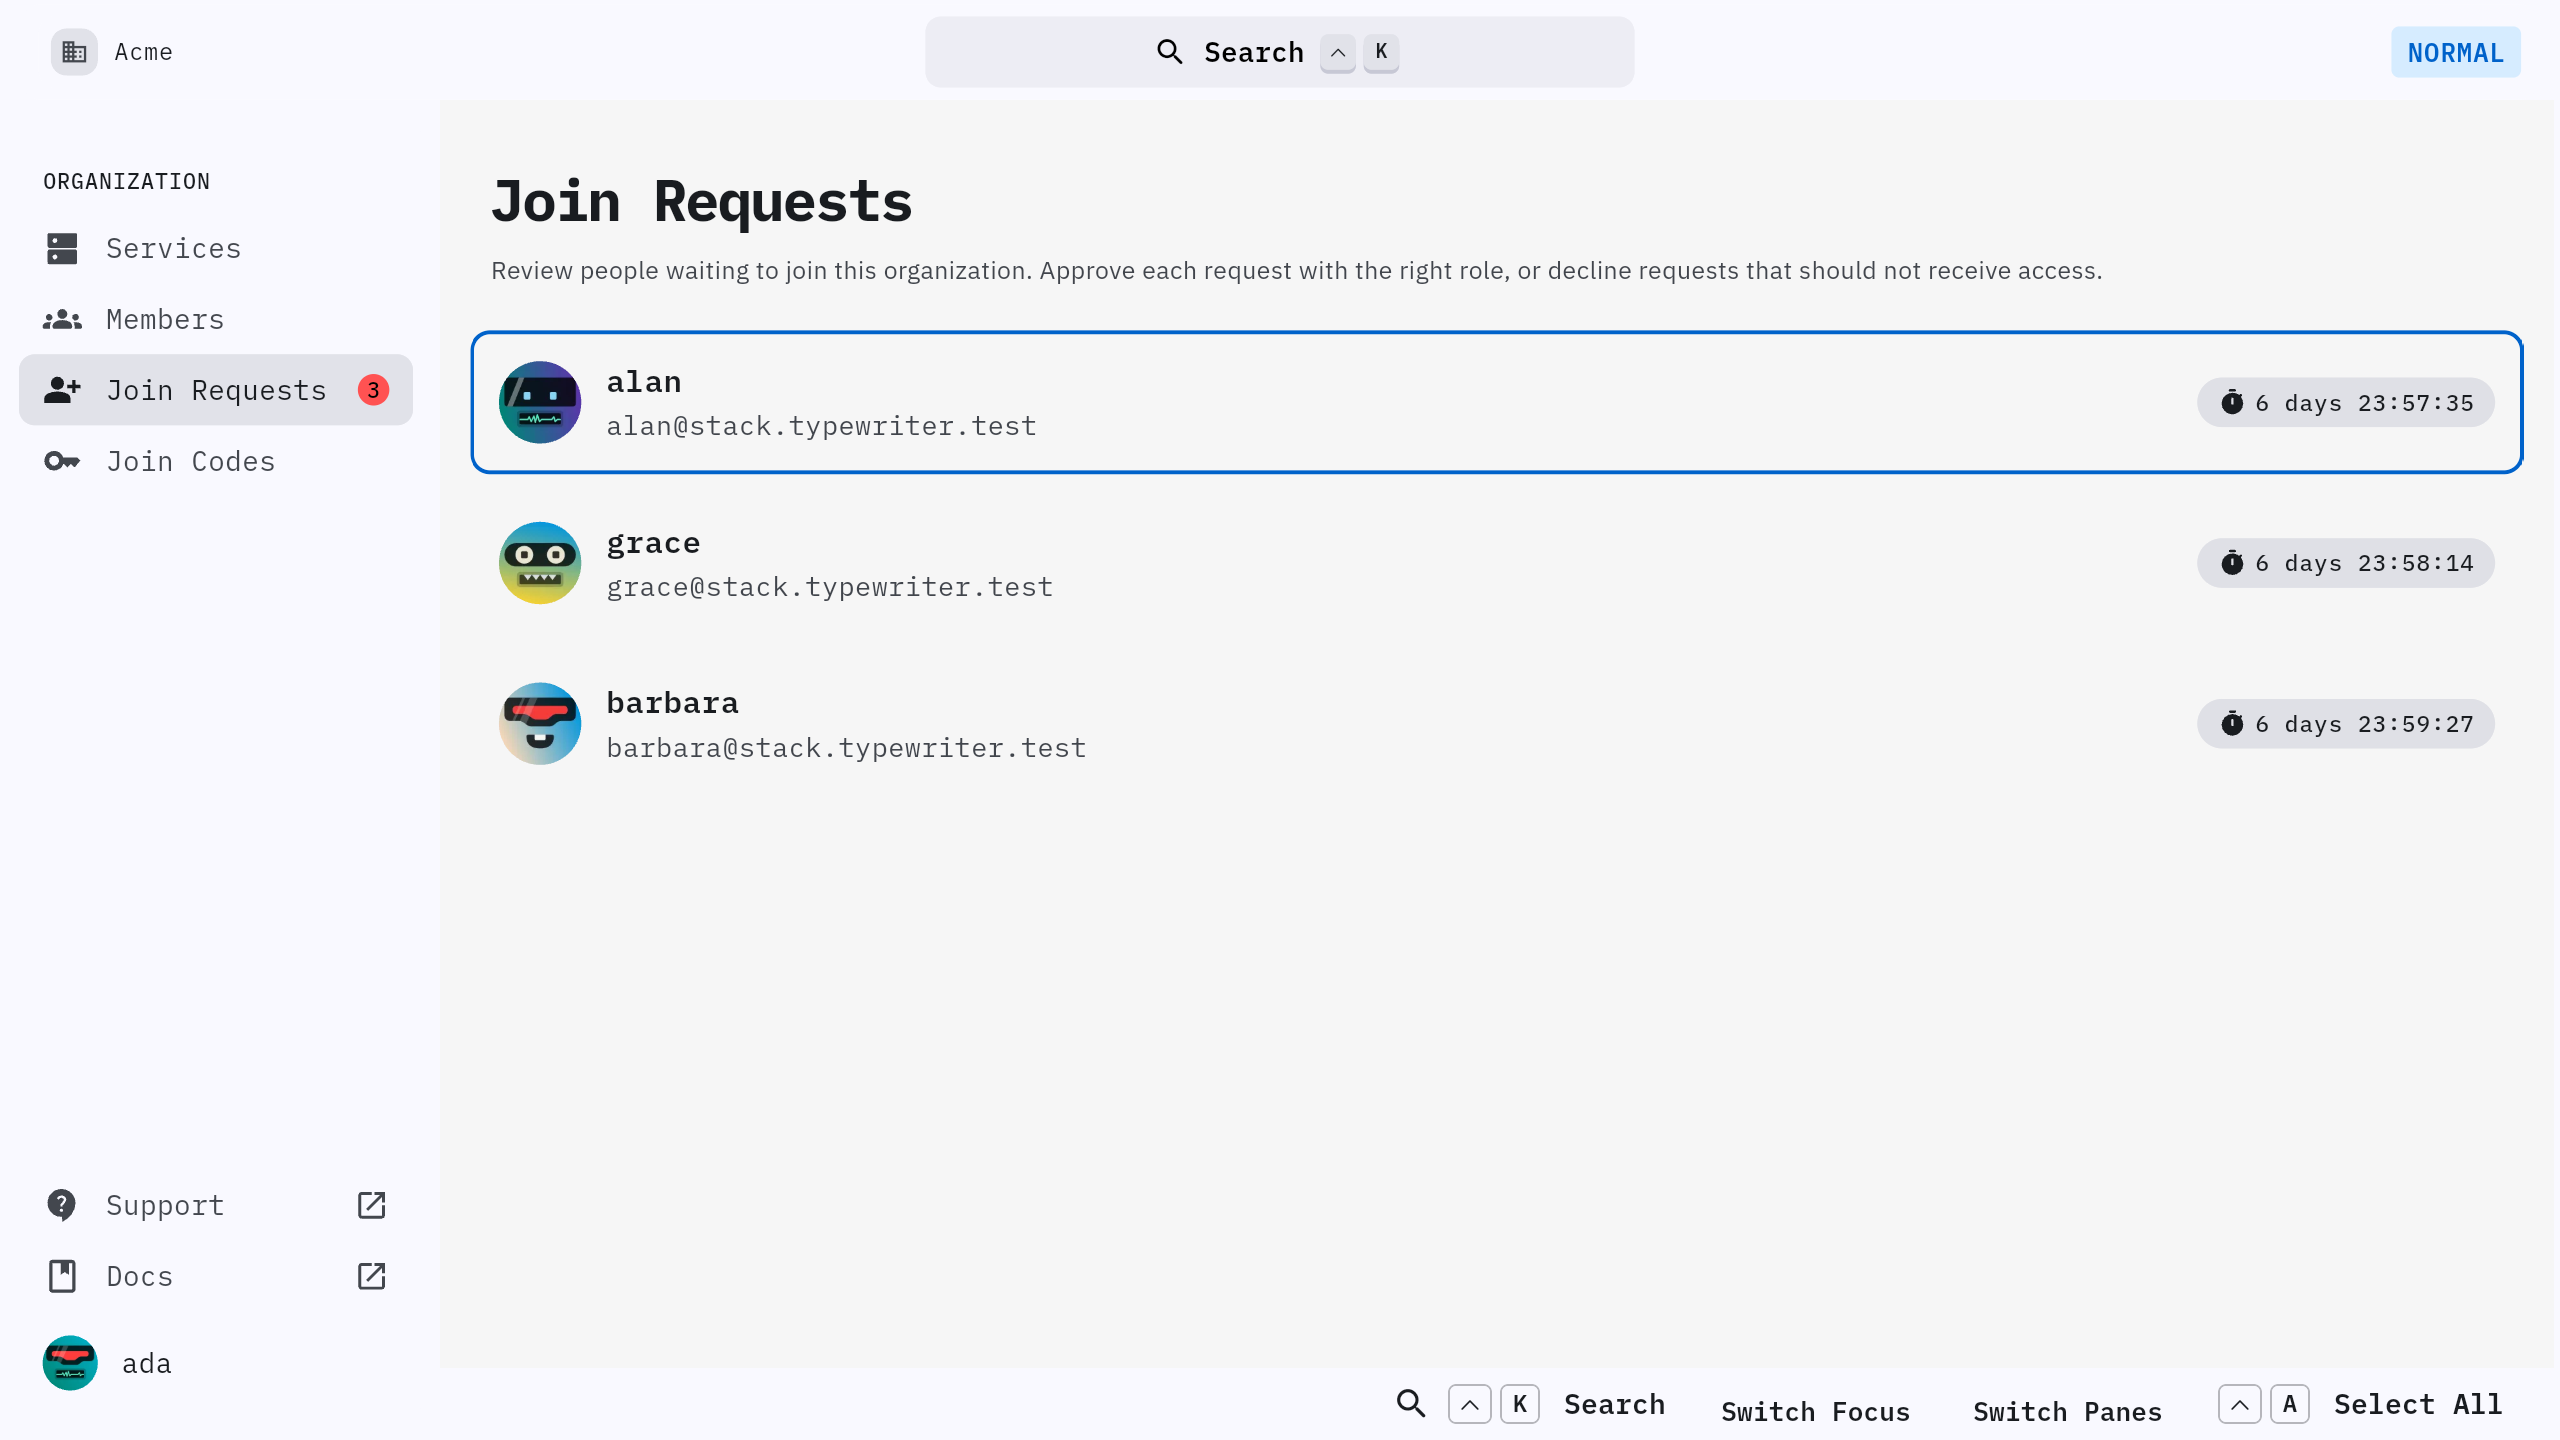 Acme
Search ^ K
NORMAL
ORGANIZATION
Services
Members
Join Requests 3
Join Codes
Join Requests
Review people waiting to join this organization. Approve each request with the right role, or decline requests that should not receive access.
alan
alan@stack.typewriter.test
6 days 23:57:35
grace
grace@stack.typewriter.test
6 days 23:58:14
barbara
barbara@stack.typewriter.test
6 days 23:59:27
Support
Docs
ada
^ K Search Switch Focus Switch Panes ^ A Select All